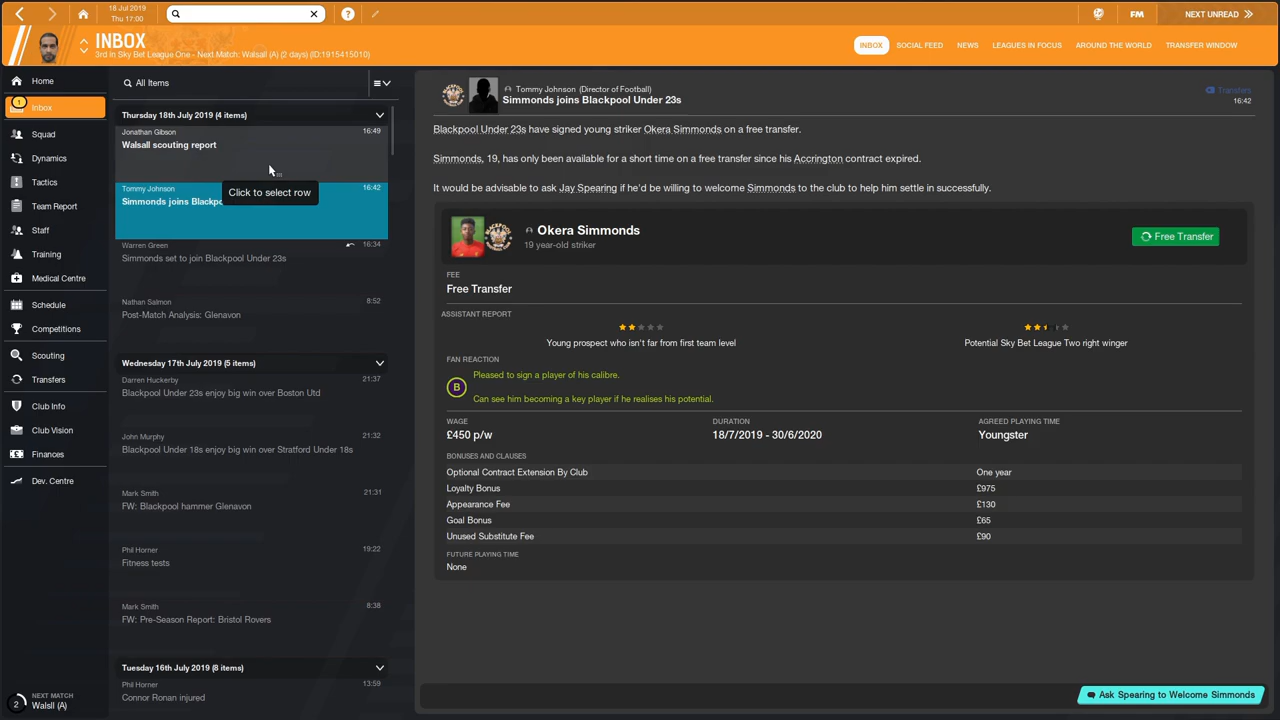 18 Jul 2019
Thu 17:00
?
FM
NEXT UNREAD
INBOX
3rd in Sky Bet League One - Next Match: Walsall (A) (2 days) (ID:1915415010)
INBOX
SOCIAL FEED
NEWS
LEAGUES IN FOCUS
AROUND THE WORLD
TRANSFER WINDOW
Home
1
Inbox
Squad
Dynamics
Tactics
Team Report
Staff
Training
Medical Centre
Schedule
Competitions
Scouting
Transfers
Club Info
Club Vision
Finances
Dev. Centre
2
NEXT MATCH
Walsll (A)
All Items
Thursday 18th July 2019 (4 items)
Jonathan Gibson 16:49
Walsall scouting report
Click to select row
Tommy Johnson 16:42
Simmonds joins Blackpo
Warren Green 16:34
Simmonds set to join Blackpool Under 23s
Nathan Salmon 8:52
Post-Match Analysis: Glenavon
Wednesday 17th July 2019 (5 items)
Darren Huckerby 21:37
Blackpool Under 23s enjoy big win over Boston Utd
John Murphy 21:32
Blackpool Under 18s enjoy big win over Stratford Under 18s
Mark Smith 21:31
FW: Blackpool hammer Glenavon
Phil Horner 19:22
Fitness tests
Mark Smith 8:38
FW: Pre-Season Report: Bristol Rovers
Tuesday 16th July 2019 (8 items)
Phil Horner 13:59
Connor Ronan injured
Tommy Johnson (Director of Football)
Simmonds joins Blackpool Under 23s
Transfers
16:42
Blackpool Under 23s have signed young striker Okera Simmonds on a free transfer.
Simmonds, 19, has only been available for a short time on a free transfer since his Accrington contract expired.
It would be advisable to ask Jay Spearing if he'd be willing to welcome Simmonds to the club to help him settle in successfully.
Okera Simmonds
19 year-old striker
Free Transfer
FEE
Free Transfer
ASSISTANT REPORT
Young prospect who isn't far from first team level
Potential Sky Bet League Two right winger
FAN REACTION
B
Pleased to sign a player of his calibre.
Can see him becoming a key player if he realises his potential.
WAGE
£450 p/w
DURATION
18/7/2019 - 30/6/2020
AGREED PLAYING TIME
Youngster
BONUSES AND CLAUSES
Optional Contract Extension By Club One year
Loyalty Bonus £975
Appearance Fee £130
Goal Bonus £65
Unused Substitute Fee £90
FUTURE PLAYING TIME
None
Ask Spearing to Welcome Simmonds